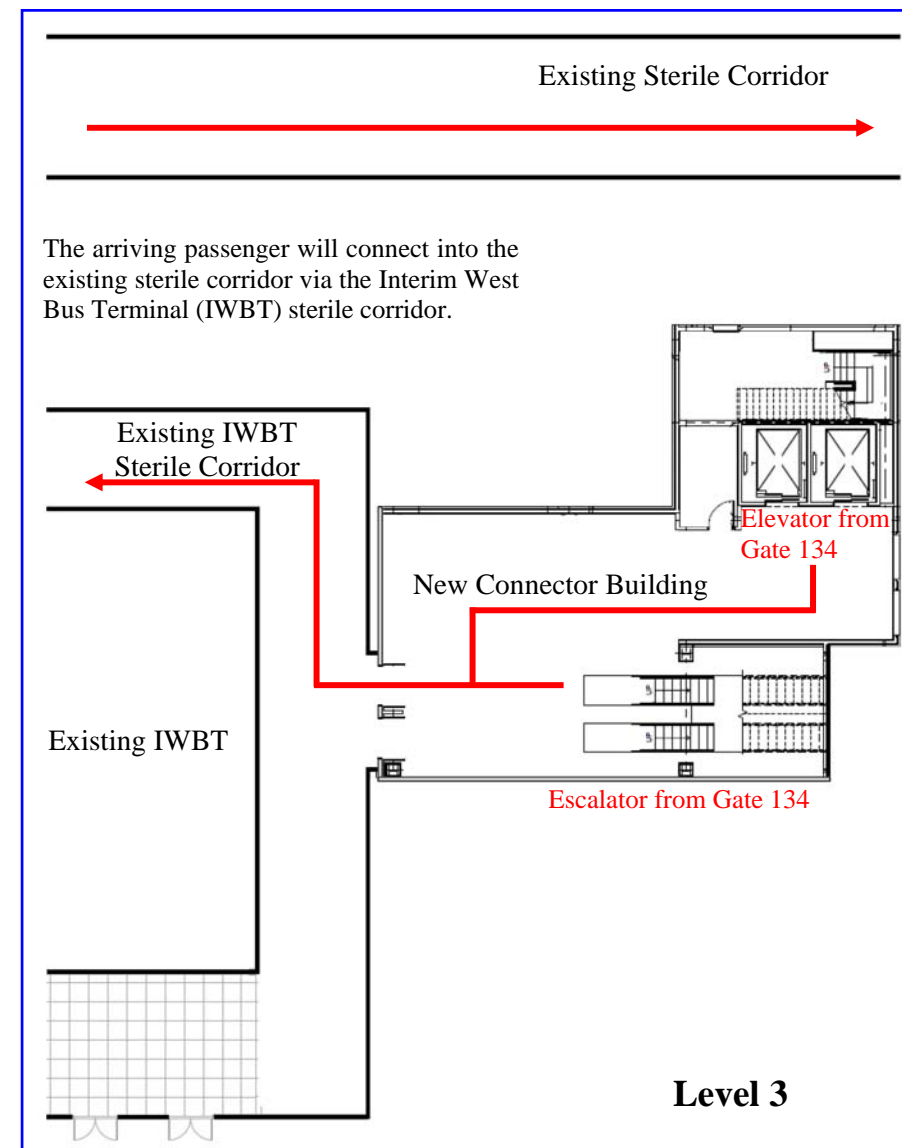 Existing Sterile Corridor
The arriving passenger will connect into the
existing sterile corridor via the Interim West
Bus Terminal (IWBT) sterile corridor.
Existing IWBT
Sterile Corridor
Elevator from
Gate 134
New Connector Building
Existing IWBT
Escalator from Gate 134
Level 3